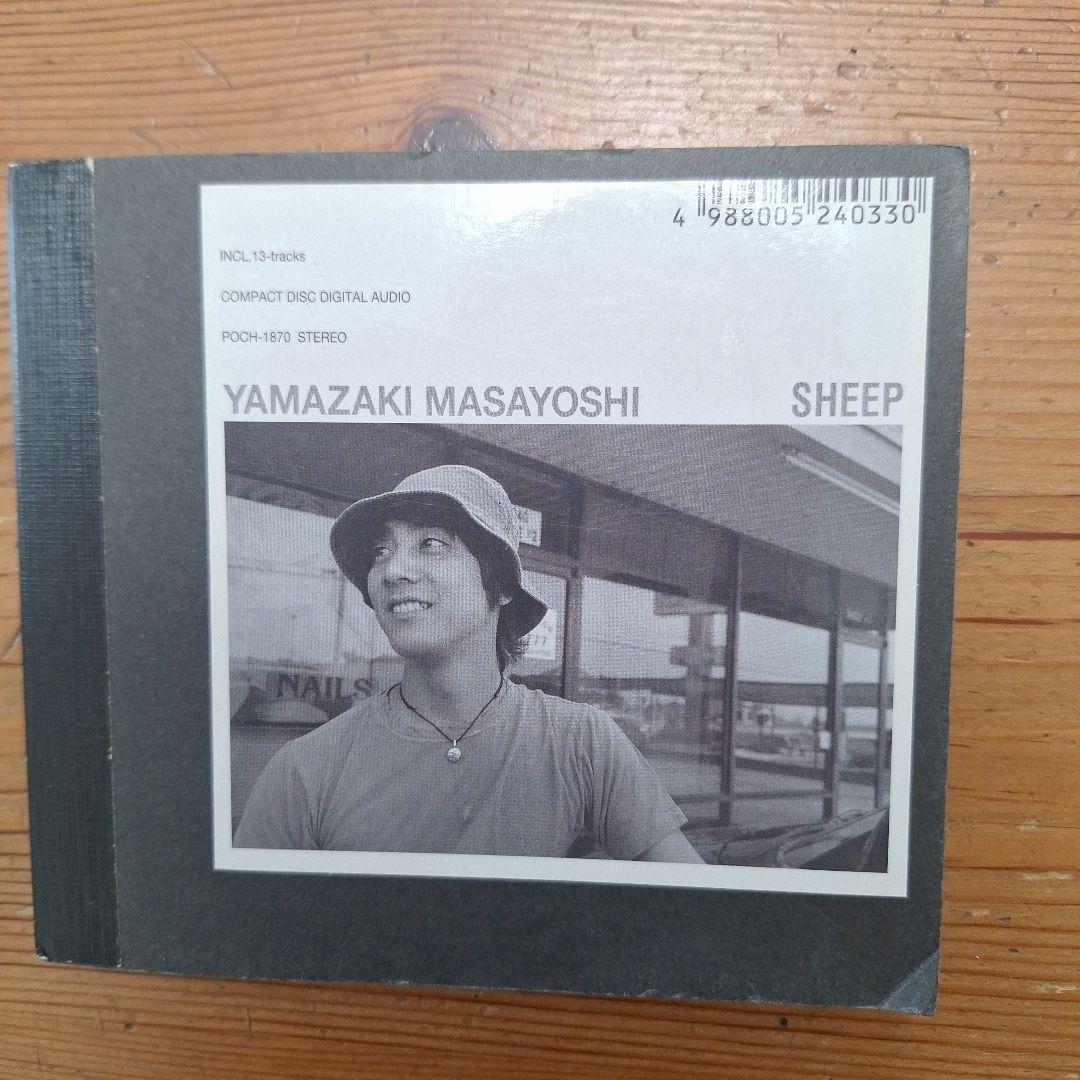 4 988005 240330
INCL.13-tracks
COMPACT DISC DIGITAL AUDIO
POCH-1870 STEREO
YAMAZAKI MASAYOSHI SHEEP
NAILS